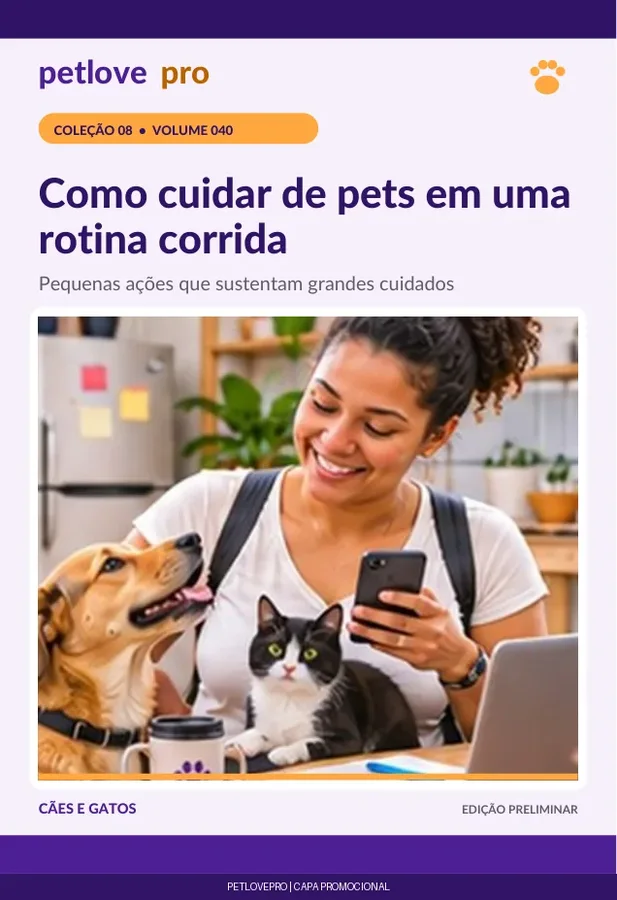 petlove pro
COLEÇÃO 08 ● VOLUME 040
Como cuidar de pets em uma
rotina corrida
Pequenas ações que sustentam grandes cuidados
CÃES E GATOS
EDIÇÃO PRELIMINAR
PETLOVEPRO | CAPA PROMOCIONAL